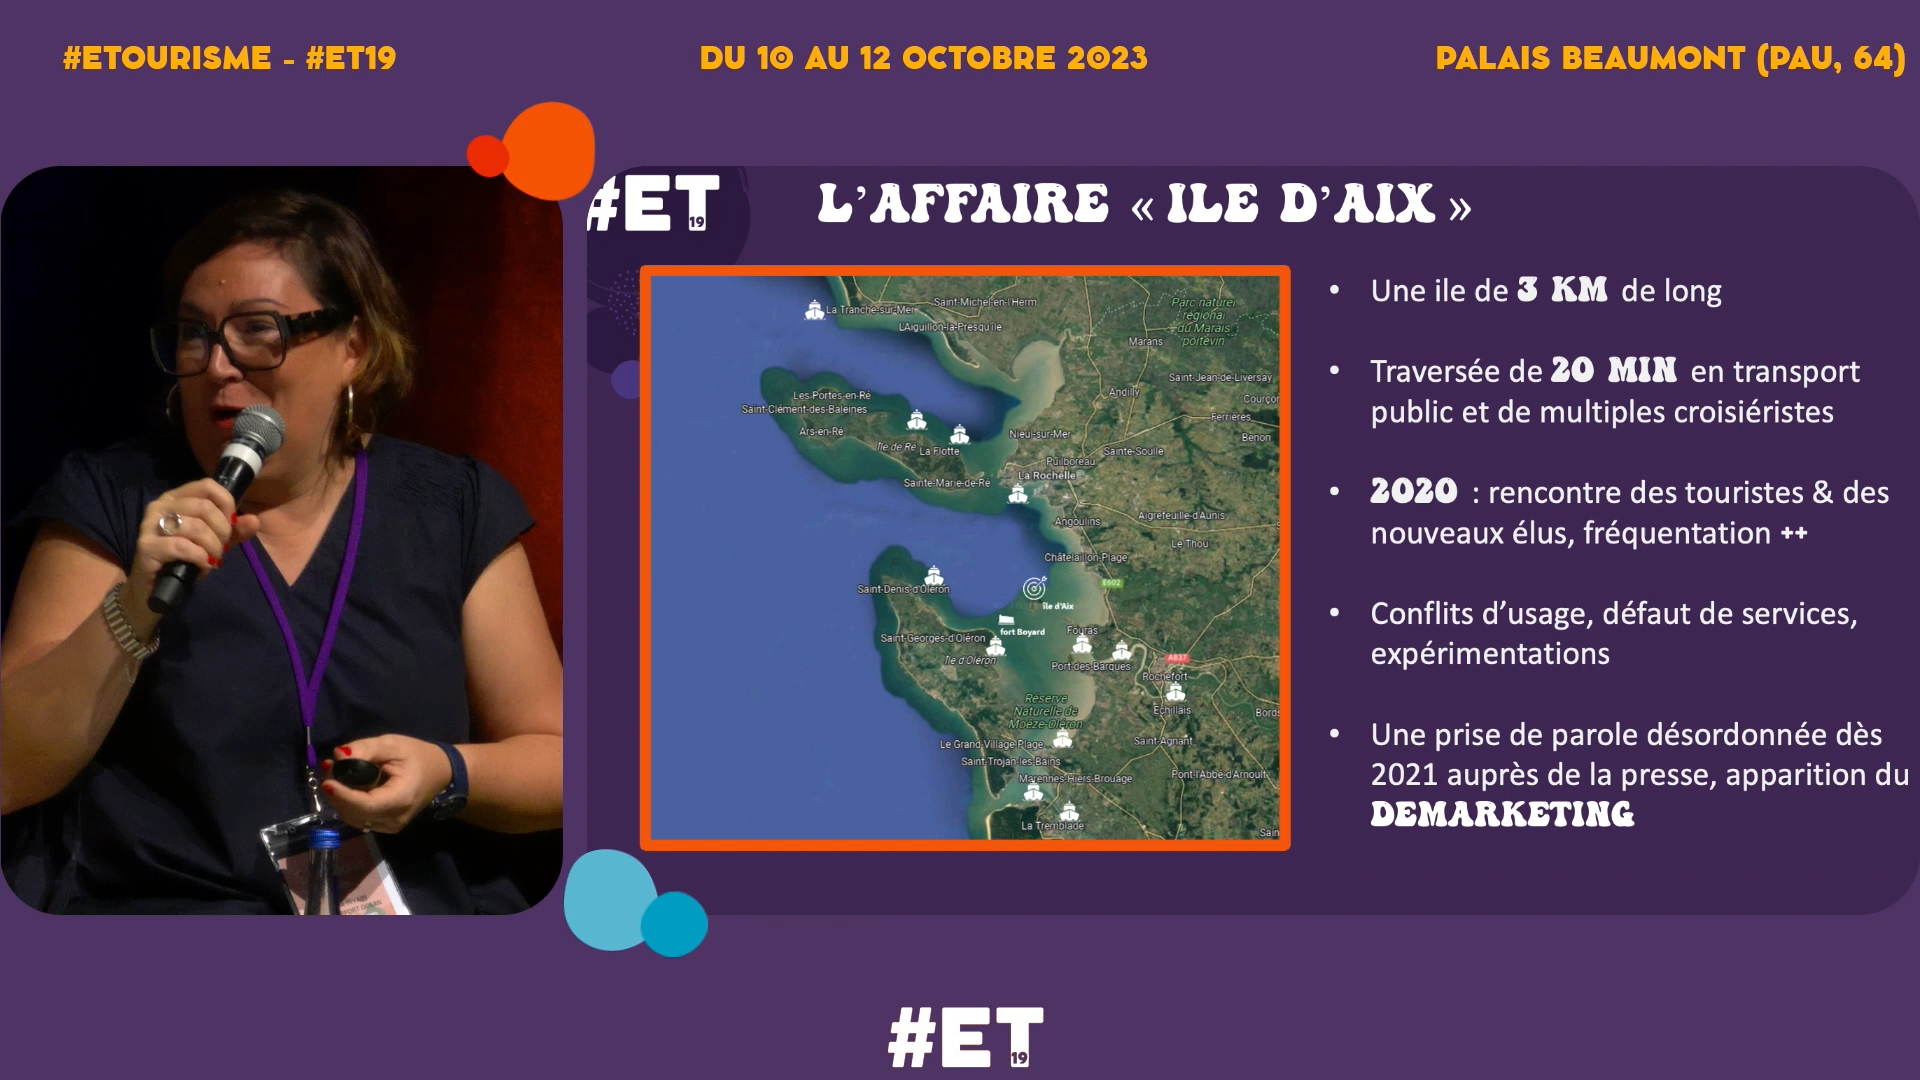 #ETOURISME - #ET19
DU 10 AU 12 OCTOBRE 2023
PALAIS BEAUMONT (PAU, 64)
#ET
19
L'AFFAIRE « ILE D'AIX »
La Tranche-sur-Mer
Saint-Michel-en-l'Herm
L'Aiguillon-la-Presqu'île
Parc naturel
régional
du Marais
poitevin
Marans
Saint-Jean-de-Liversay
Andilly
Courçon
Ferrières
Benon
Les Portes-en-Ré
Saint-Clément-des-Baleines
Ars-en-Ré
Île de Ré
La Flotte
Sainte-Marie-de-Ré
Nieul-sur-Mer
Sainte-Soulle
Puilboreau
La Rochelle
Angoulins
Aigrefeuille-d'Aunis
Le Thou
Châtelaillon-Plage
E602
Saint-Denis-d'Oléron
île d'Aix
fort Boyard
Fouras
Saint-Georges-d'Oléron
Île d'Oléron
Port-des-Barques
A837
Rochefort
Échillais
Bords
Réserve
Naturelle de
Moëze-Oléron
Saint-Agnant
Le Grand-Village-Plage
Saint-Trojan-les-Bains
Marennes-Hiers-Brouage
Pont-l'Abbé-d'Arnoult
La Tremblade
Sain
• Une ile de 3 KM de long
• Traversée de 20 MIN en transport
public et de multiples croisiéristes
• 2020 : rencontre des touristes & des
nouveaux élus, fréquentation ++
• Conflits d'usage, défaut de services,
expérimentations
• Une prise de parole désordonnée dès
2021 auprès de la presse, apparition du
DEMARKETING
#ET
19